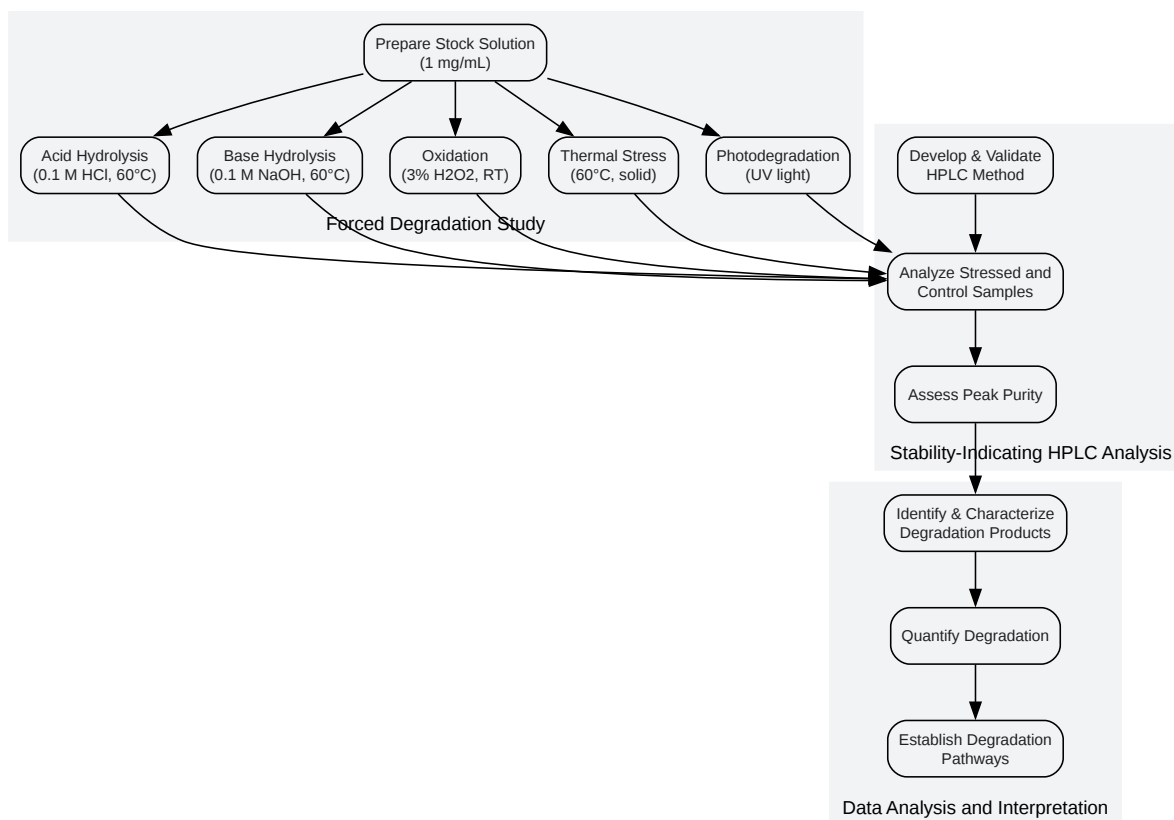 Prepare Stock Solution
(1 mg/mL)
Acid Hydrolysis
(0.1 M HCl, 60°C)
Base Hydrolysis
(0.1 M NaOH, 60°C)
Oxidation
(3% H2O2, RT)
Thermal Stress
(60°C, solid)
Photodegradation
(UV light)
Forced Degradation Study
Develop & Validate
HPLC Method
Analyze Stressed and
Control Samples
Assess Peak Purity
Stability-Indicating HPLC Analysis
Identify & Characterize
Degradation Products
Quantify Degradation
Establish Degradation
Pathways
Data Analysis and Interpretation